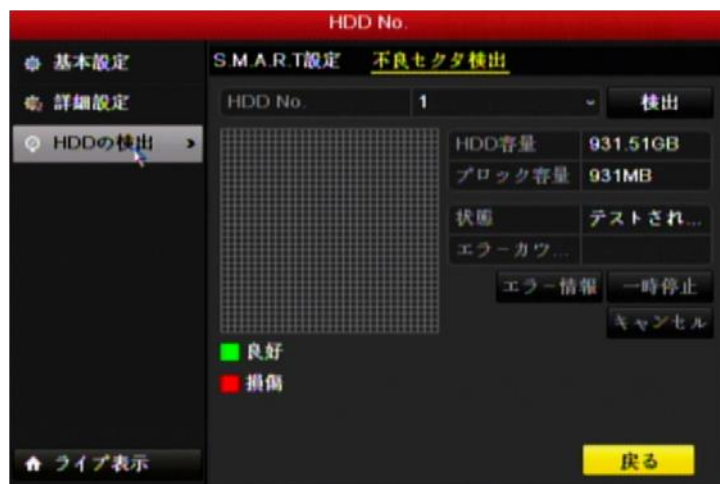 HDD No.
基本設定
詳細設定
HDDの検出
S.M.A.R.T設定 不良セクタ検出
HDD No. 1 検出
HDD容量 931.51GB
ブロック容量 931MB
状態 テストされ...
エラーカウ...
エラー情報 一時停止
キャンセル
良好
損傷
ライブ表示
戻る